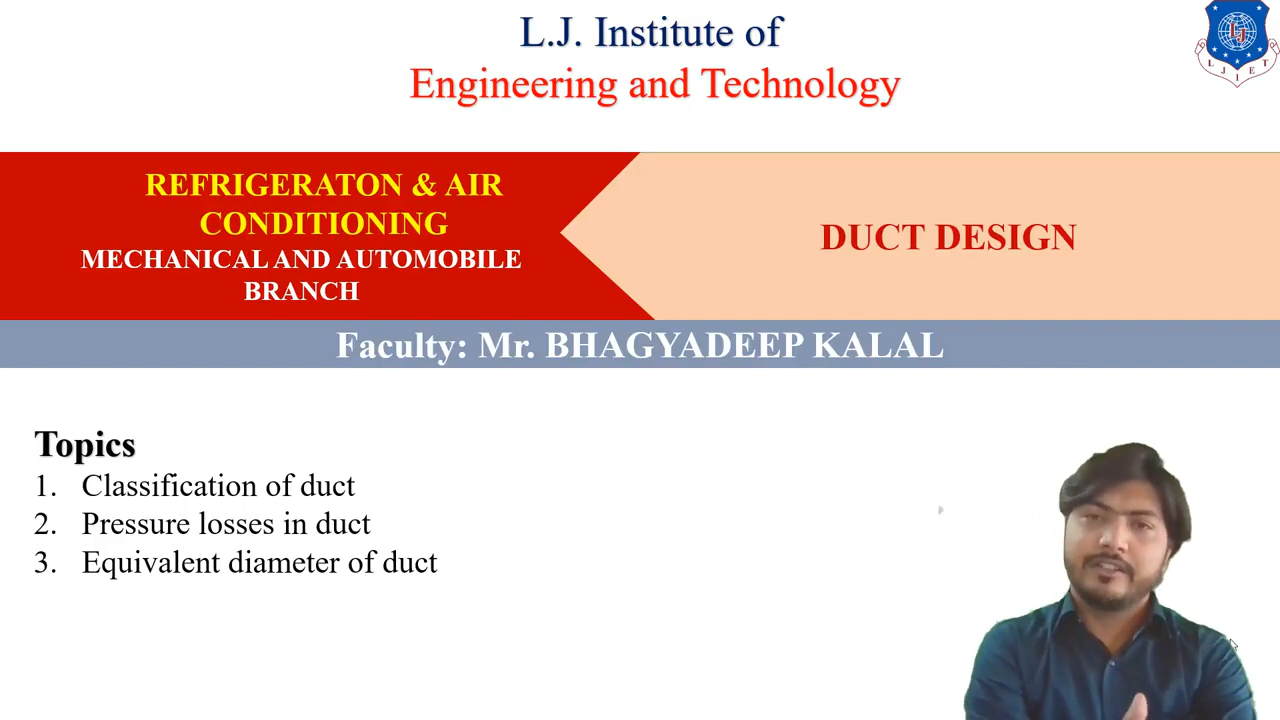 L.J. Institute of
Engineering and Technology
LJ
L J I E T
REFRIGERATON & AIR
CONDITIONING
MECHANICAL AND AUTOMOBILE
BRANCH
DUCT DESIGN
Faculty: Mr. BHAGYADEEP KALAL
Topics
1. Classification of duct
2. Pressure losses in duct
3. Equivalent diameter of duct